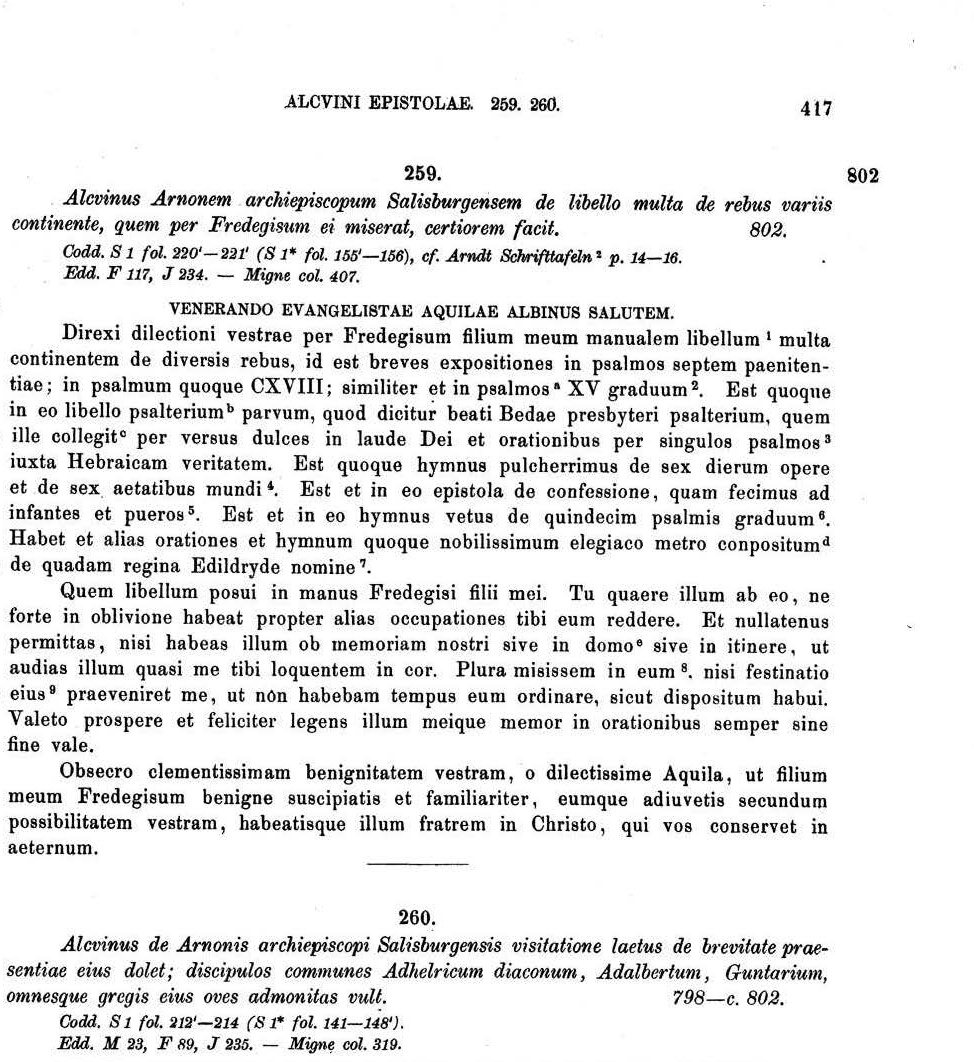 ALCVINI EPISTOLAE. 259. 260. 417
259. 802
Alcvinus Arnonem archiepiscopum Salisburgensem de libello multa de rebus variis
continente, quem per Fredegisum ei miserat, certiorem facit. 802.
Codd. S 1 fol. 220'—221' (S 1* fol. 155'—156), cf. Arndt Schrifttafeln² p. 14—16.
Edd. F 117, J 234. — Migne col. 407.
VENERANDO EVANGELISTAE AQUILAE ALBINUS SALUTEM.
Direxi dilectioni vestrae per Fredegisum filium meum manualem libellum ¹ multa
continentem de diversis rebus, id est breves expositiones in psalmos septem paeniten-
tiae; in psalmum quoque CXVIII; similiter et in psalmosᵃ XV graduum². Est quoque
in eo libello psalteriumᵇ parvum, quod dicitur beati Bedae presbyteri psalterium, quem
ille collegitᶜ per versus dulces in laude Dei et orationibus per singulos psalmos³
iuxta Hebraicam veritatem. Est quoque hymnus pulcherrimus de sex dierum opere
et de sex aetatibus mundi⁴. Est et in eo epistola de confessione, quam fecimus ad
infantes et pueros⁵. Est et in eo hymnus vetus de quindecim psalmis graduum⁶.
Habet et alias orationes et hymnum quoque nobilissimum elegiaco metro conpositumᵈ
de quadam regina Edildryde nomine⁷.
Quem libellum posui in manus Fredegisi filii mei. Tu quaere illum ab eo, ne
forte in oblivione habeat propter alias occupationes tibi eum reddere. Et nullatenus
permittas, nisi habeas illum ob memoriam nostri sive in domoᵉ sive in itinere, ut
audias illum quasi me tibi loquentem in cor. Plura misissem in eum⁸. nisi festinatio
eius⁹ praeveniret me, ut non habebam tempus eum ordinare, sicut dispositum habui.
Valeto prospere et feliciter legens illum meique memor in orationibus semper sine
fine vale.
Obsecro clementissimam benignitatem vestram, o dilectissime Aquila, ut filium
meum Fredegisum benigne suscipiatis et familiariter, eumque adiuvetis secundum
possibilitatem vestram, habeatisque illum fratrem in Christo, qui vos conservet in
aeternum.
260.
Alcvinus de Arnonis archiepiscopi Salisburgensis visitatione laetus de brevitate prae-
sentiae eius dolet; discipulos communes Adhelricum diaconum, Adalbertum, Guntarium,
omnesque gregis eius oves admonitas vult. 798—c. 802.
Codd. S 1 fol. 212'—214 (S 1* fol. 141—148').
Edd. M 23, F 89, J 235. — Migne col. 319.